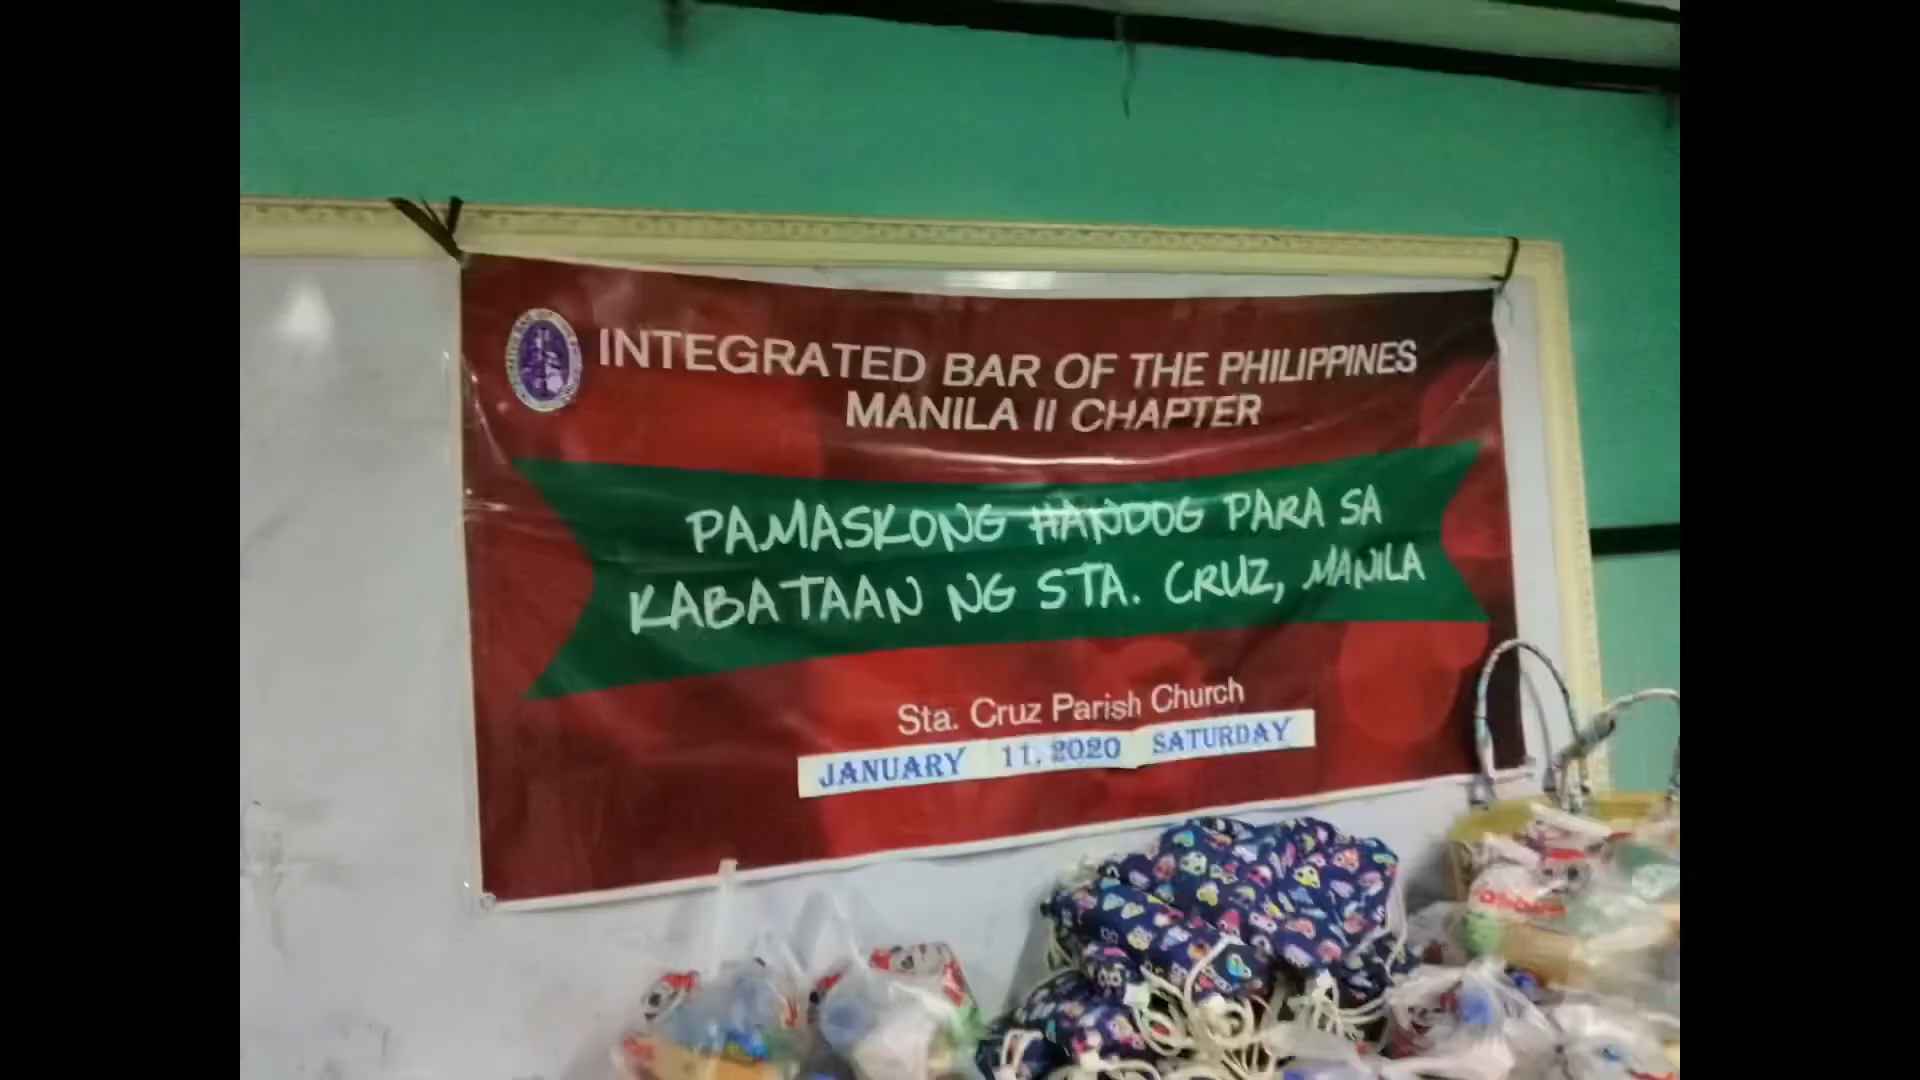 INTEGRATED BAR OF THE PHILIPPINES
MANILA II CHAPTER
PAMASKONG HANDOG PARA SA
KABATAAN NG STA. CRUZ, MANILA
Sta. Cruz Parish Church
JANUARY 11, 2020 SATURDAY